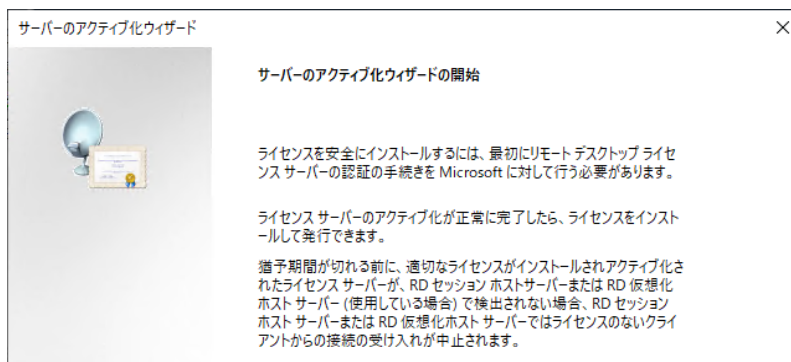 サーバーのアクティブ化ウィザード
サーバーのアクティブ化ウィザードの開始
ライセンスを安全にインストールするには、最初にリモート デスクトップ ライセ
ンス サーバーの認証の手続きを Microsoft に対して行う必要があります。
ライセンス サーバーのアクティブ化が正常に完了したら、ライセンスをインスト
ールして発行できます。
猶予期間が切れる前に、適切なライセンスがインストールされアクティブ化さ
れたライセンス サーバーが、RD セッション ホストサーバーまたは RD 仮想化
ホスト サーバー (使用している場合) で検出されない場合、RD セッション
ホスト サーバーまたは RD 仮想化ホスト サーバーではライセンスのないクライ
アントからの接続の受け入れが中止されます。